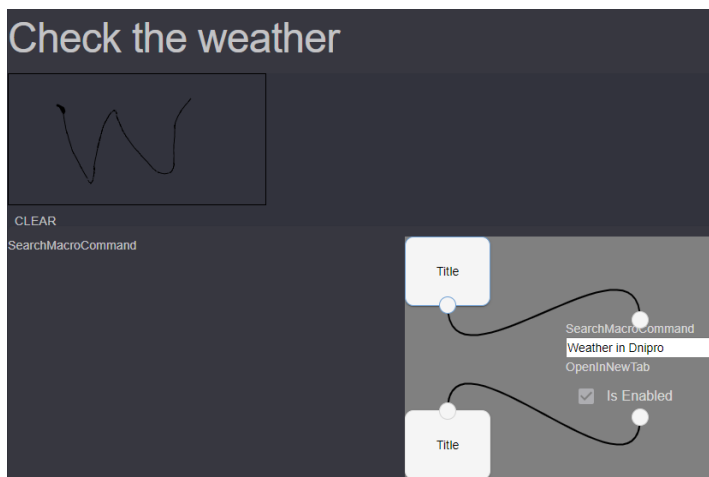 Check the weather
W
CLEAR
SearchMacroCommand
Title
SearchMacroCommand
Weather in Dnipro
OpenInNewTab
Is Enabled
Title